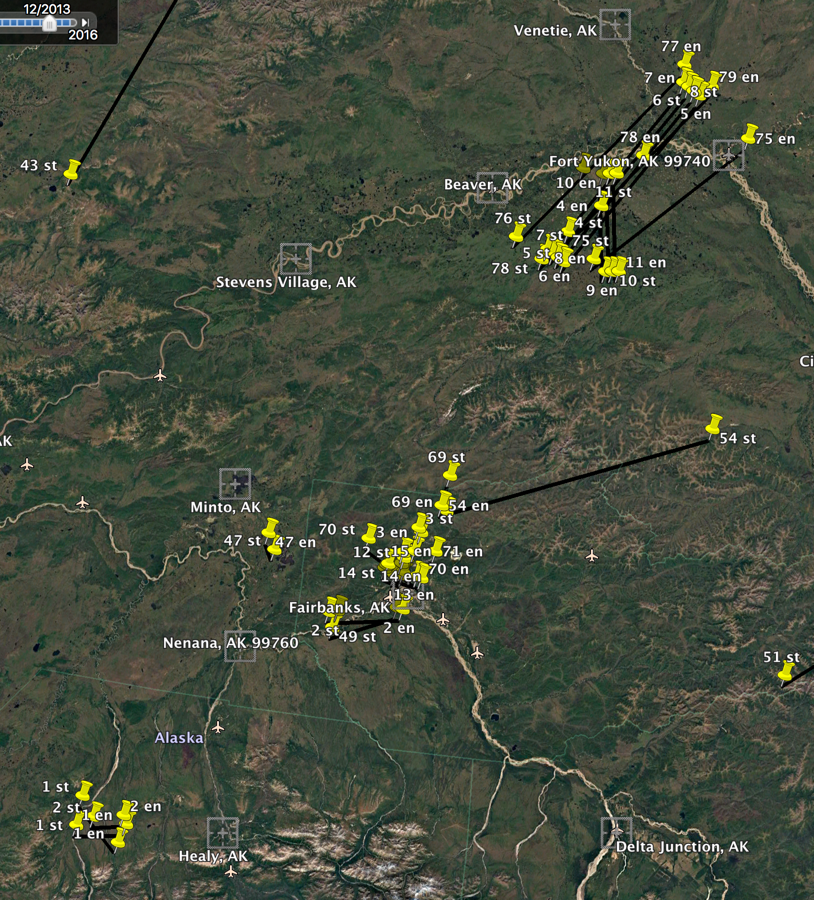 12/2013
2016
Venetie, AK
77 en
7 en
79 en
8 st
6 st
5 en
78 en
75 en
Fort Yukon, AK 99740
43 st
10 en
11 st
Beaver, AK
4 en
76 st
4 st
7 st
75 st
5 st
8 en
11 en
78 st
6 en
10 st
9 en
Stevens Village, AK
AK
54 st
69 st
Minto, AK
69 en
54 en
3 st
70 st
3 en
47 st
47 en
12 st
15 en
71 en
14 st
14 en
70 en
13 en
Fairbanks, AK
2 st
49 st
2 en
Nenana, AK 99760
51 st
Alaska
1 st
2 st
1 en
2 en
1 st
1 en
Healy, AK
Delta Junction, AK